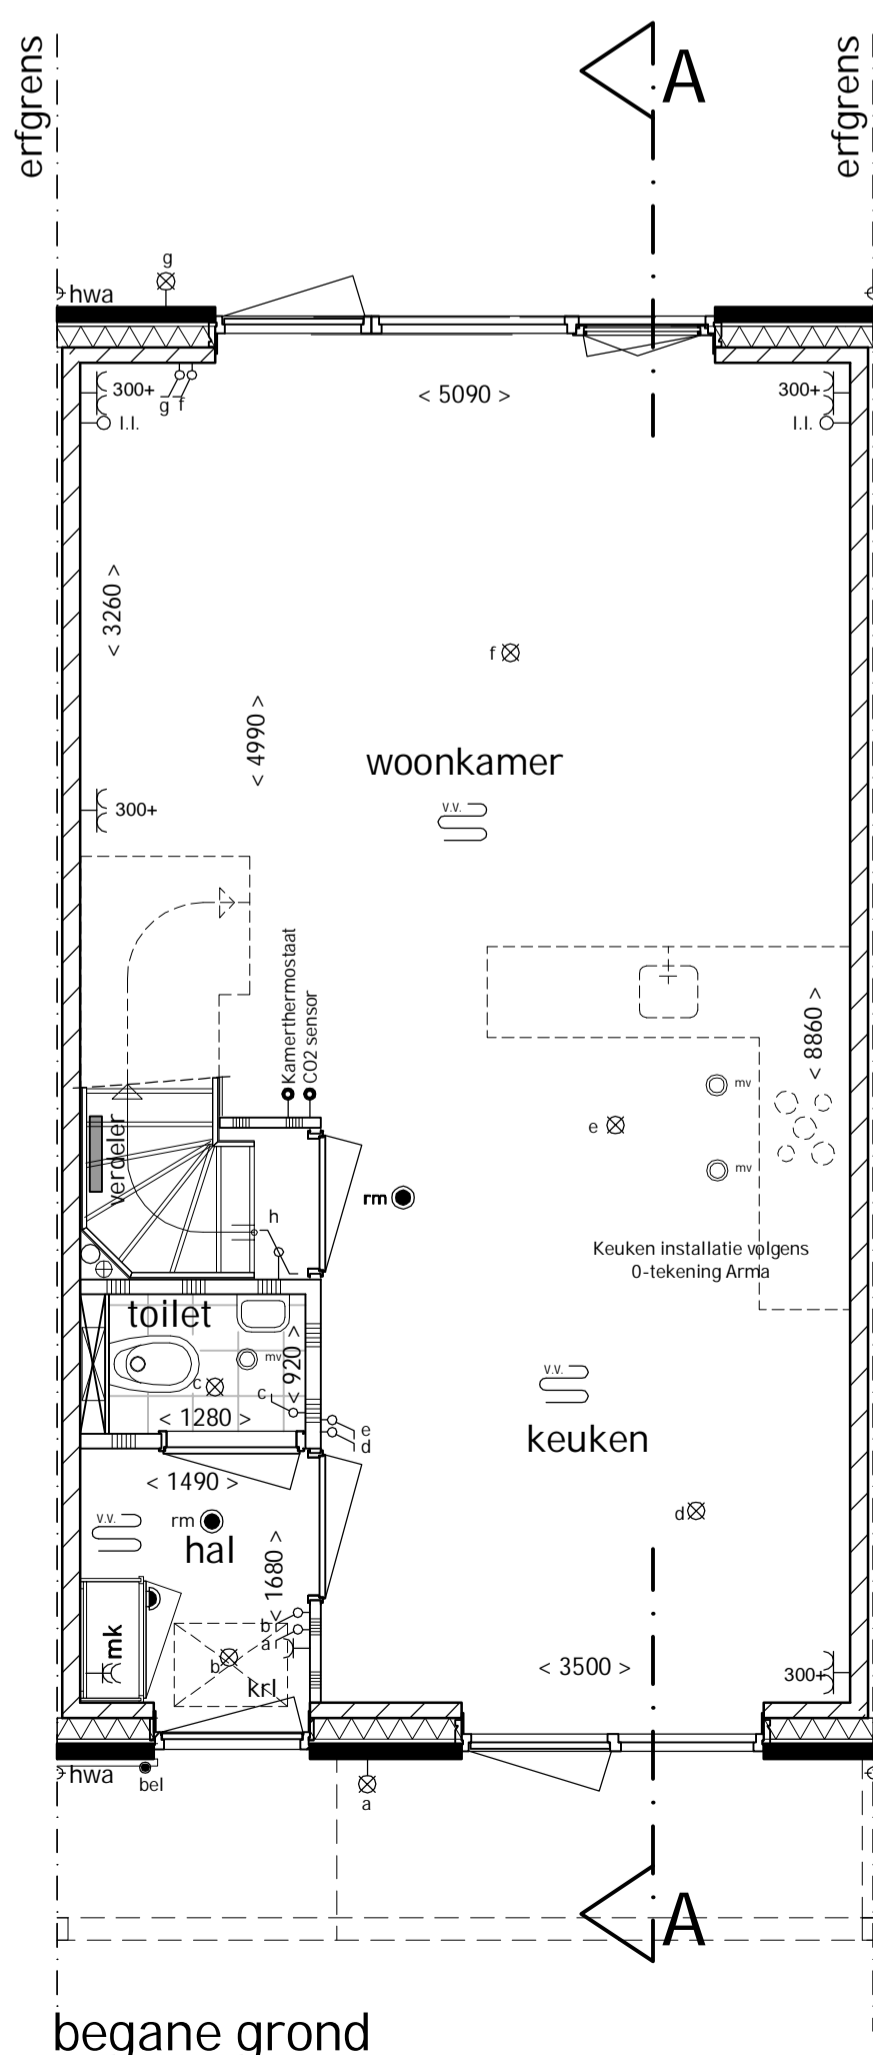 erfgrens
A
erfgrens
g
hwa
300+
g f
l.l.
< 5090 >
300+
l.l.
< 3260 >
f
< 4990 >
woonkamer
v.v.
300+
Kamerthermostaat
CO2 sensor
< 8860 >
mv
verdeler
e
mv
rm
h
Keuken installatie volgens
0-tekening Arma
toilet
mv
< 920 >
c
c
< 1280 >
e
d
v.v.
keuken
< 1490 >
v.v.
rm
hal
d
< 1680 >
mk
b
a
b
krl
< 3500 >
300+
hwa
bel
a
A
begane grond